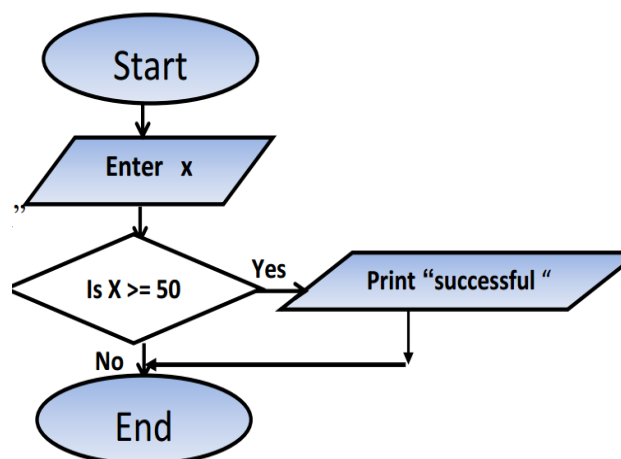 Start
Enter x
”
Is X >= 50
Yes
Print “successful “
No
End